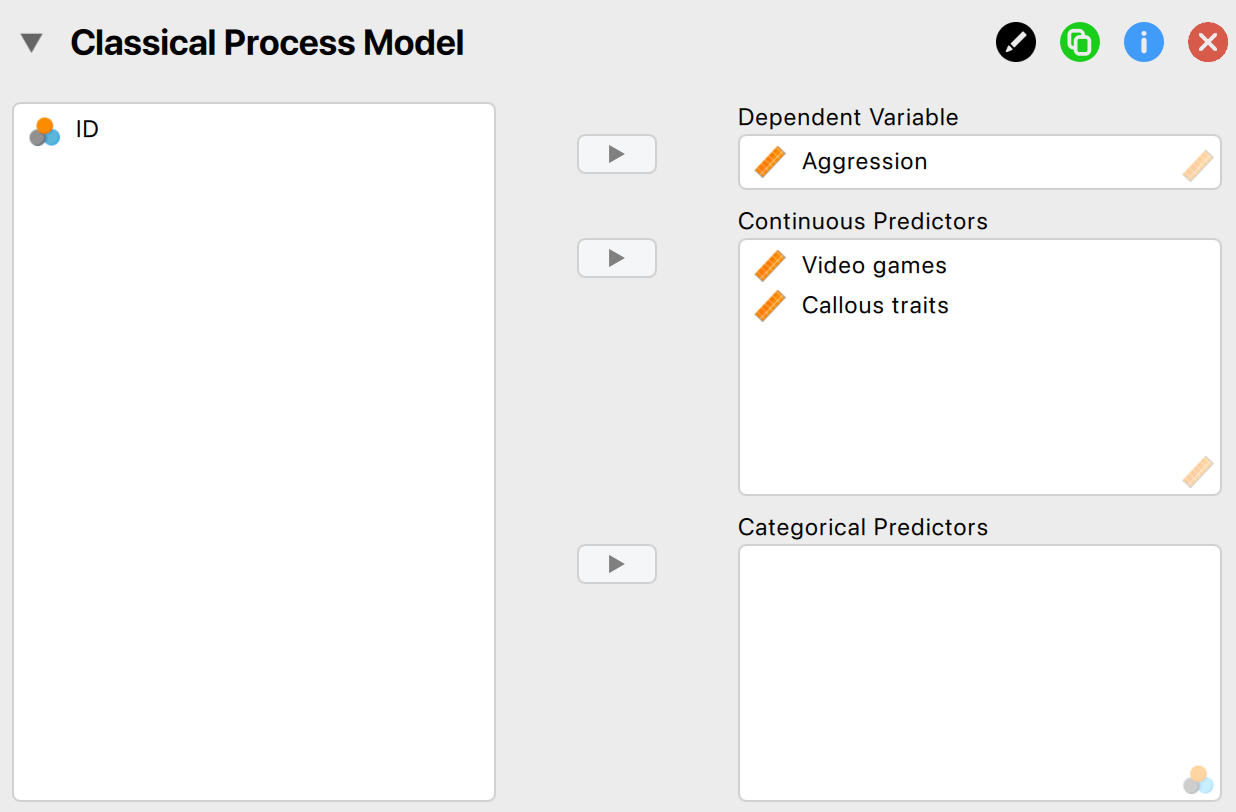 Classical Process Model
ID
Dependent Variable
Aggression
Continuous Predictors
Video games
Callous traits
Categorical Predictors